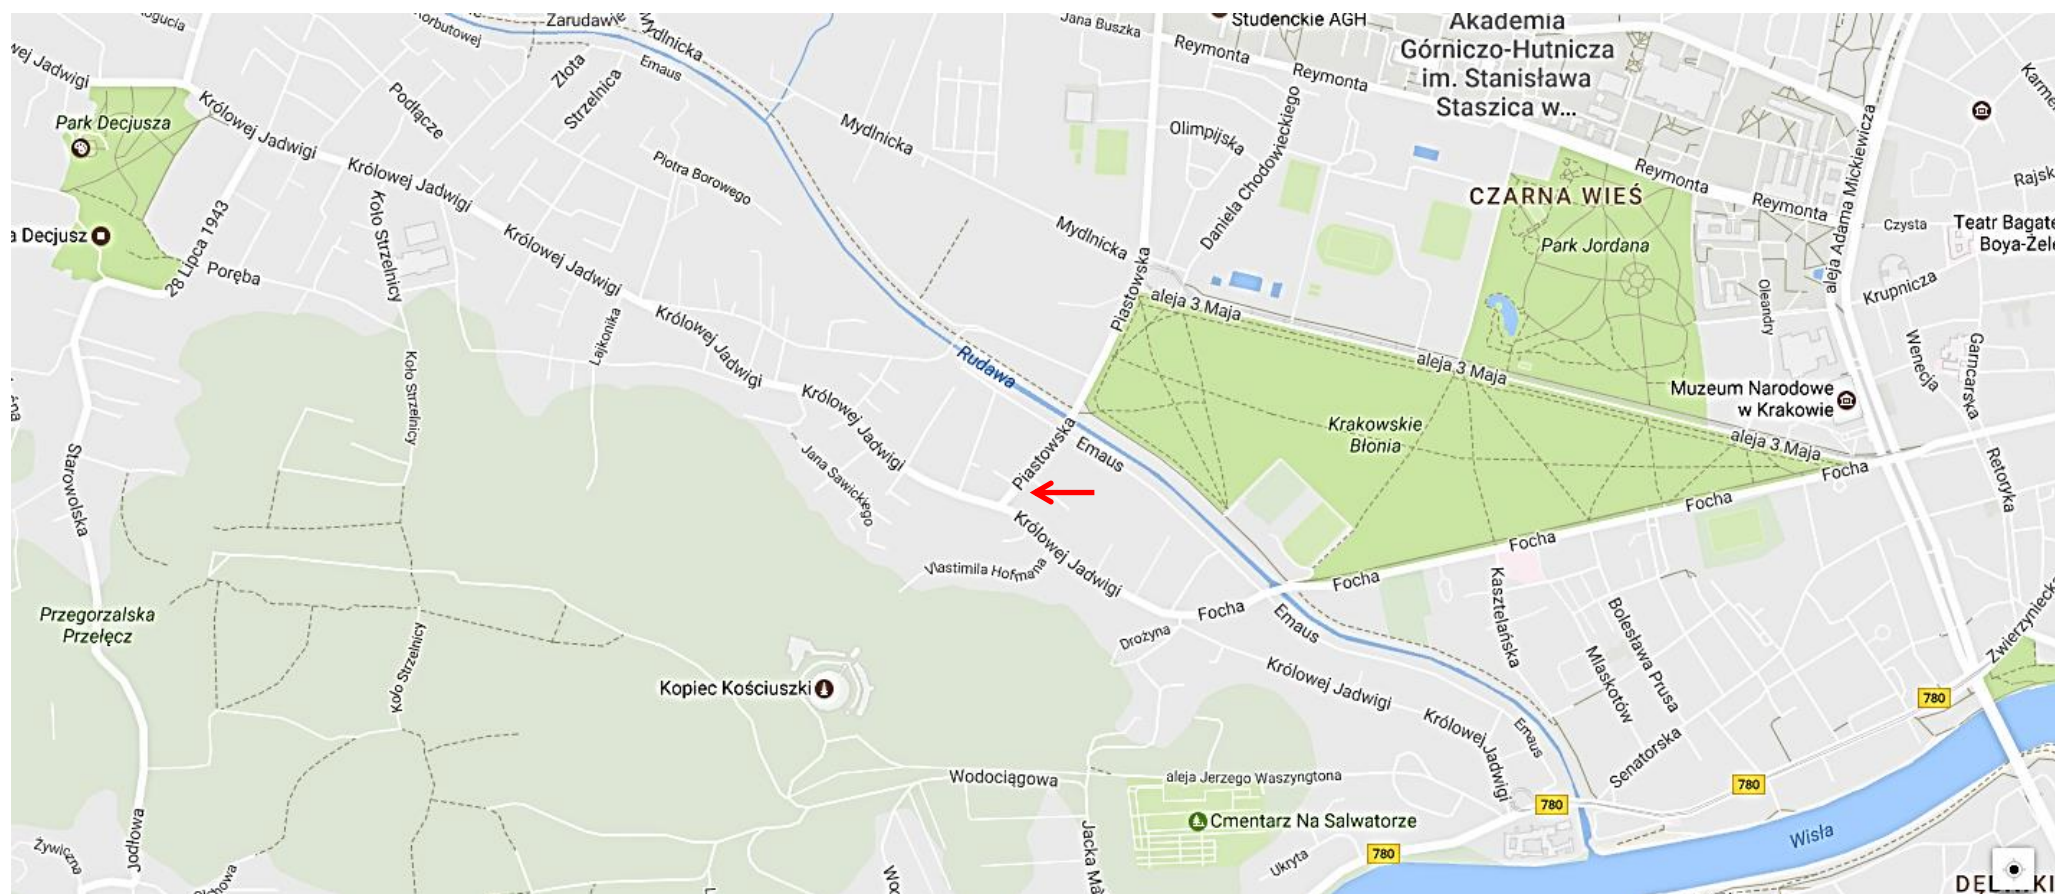 Zarudawie
Mydlnicka
Jana Buszka
Studenckie AGH
Akademia
Górniczo-Hutnicza
im. Stanisława
Staszica w...
Reymonta
Reymonta
wej Jadwigi
Emaus
Złota
Strzelnica
Podłącze
Park Decjusza
Królowej Jadwigi
Królowej Jadwigi
Mydlnicka
Olimpijska
Daniela Chodowieckiego
aleja Adama Mickiewicza
Reymonta
Reymonta
CZARNA WIEŚ
Piotra Borowego
Koło Strzelnicy
28 Lipca 1943
a Decjusz
Poręba
Królowej Jadwigi
Mydlnicka
Piastowska
Park Jordana
Czysta
Teatr Bagate
Boya-Żele
Rajsk
Krupnicza
Oleandry
aleja 3 Maja
Lajkonika
Królowej Jadwigi
Koło Strzelnicy
Rudawa
aleja 3 Maja
Wenecja
Garncarska
Muzeum Narodowe
w Krakowie
Królowej Jadwigi
Krakowskie
Błonia
aleja 3 Maja
Piastowska
Emaus
Jana Sawickego
Starowolska
Focha
Focha
Focha
Focha
Focha
Retoryka
Królowej Jadwigi
Vlastimila Hofmana
Kasztelańska
Bolesława Prusa
Mlaskotów
Zwierzyniecka
Przegorzalska
Przełęcz
Koło Strzelnicy
Drożyna
Emaus
Królowej Jadwigi
Kopiec Kościuszki
780
Królowej Jadwigi
Emaus
Senatorska
Wodociągowa
aleja Jerzego Waszyngtona
780
780
Cmentarz Na Salwatorze
Jodłowa
Jacka Ma
Wisła
Żywiczna
Ukryta
780